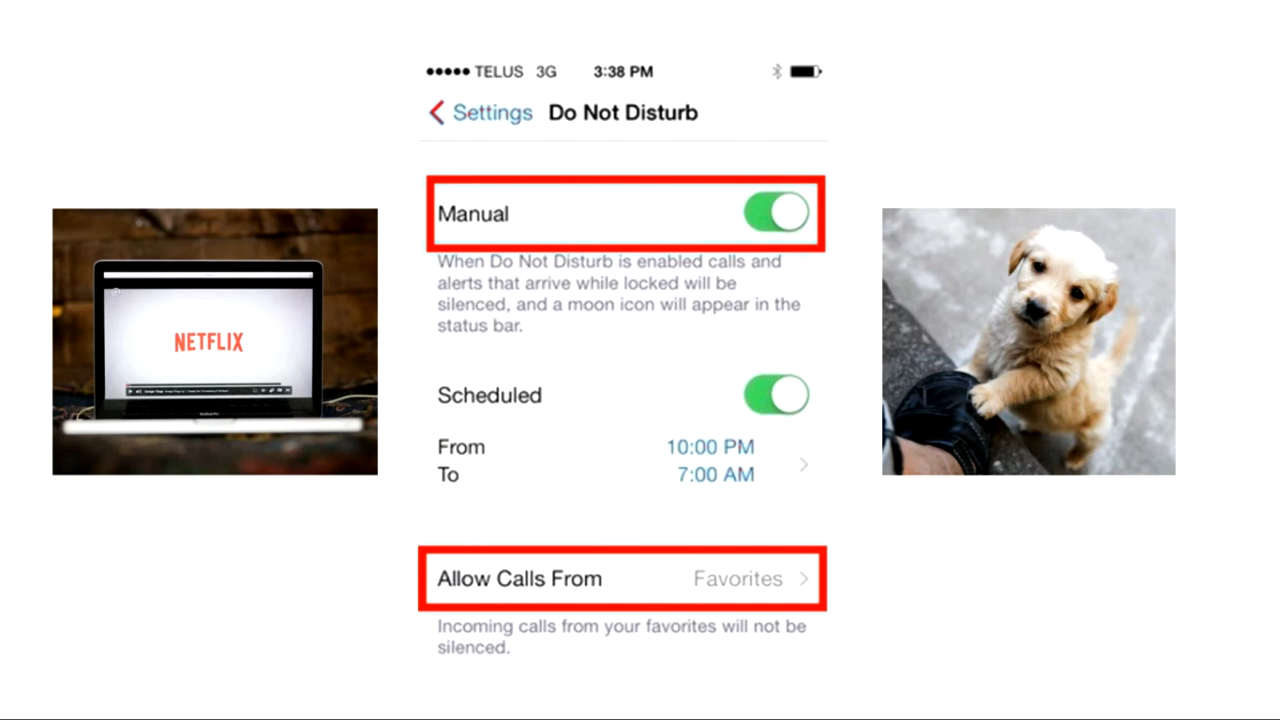 TELUS 3G 3:38 PM
Settings Do Not Disturb
Manual
When Do Not Disturb is enabled calls and
alerts that arrive while locked will be
silenced, and a moon icon will appear in the
status bar.
Scheduled
From 10:00 PM
To 7:00 AM
Allow Calls From Favorites
Incoming calls from your favorites will not be
silenced.
NETFLIX